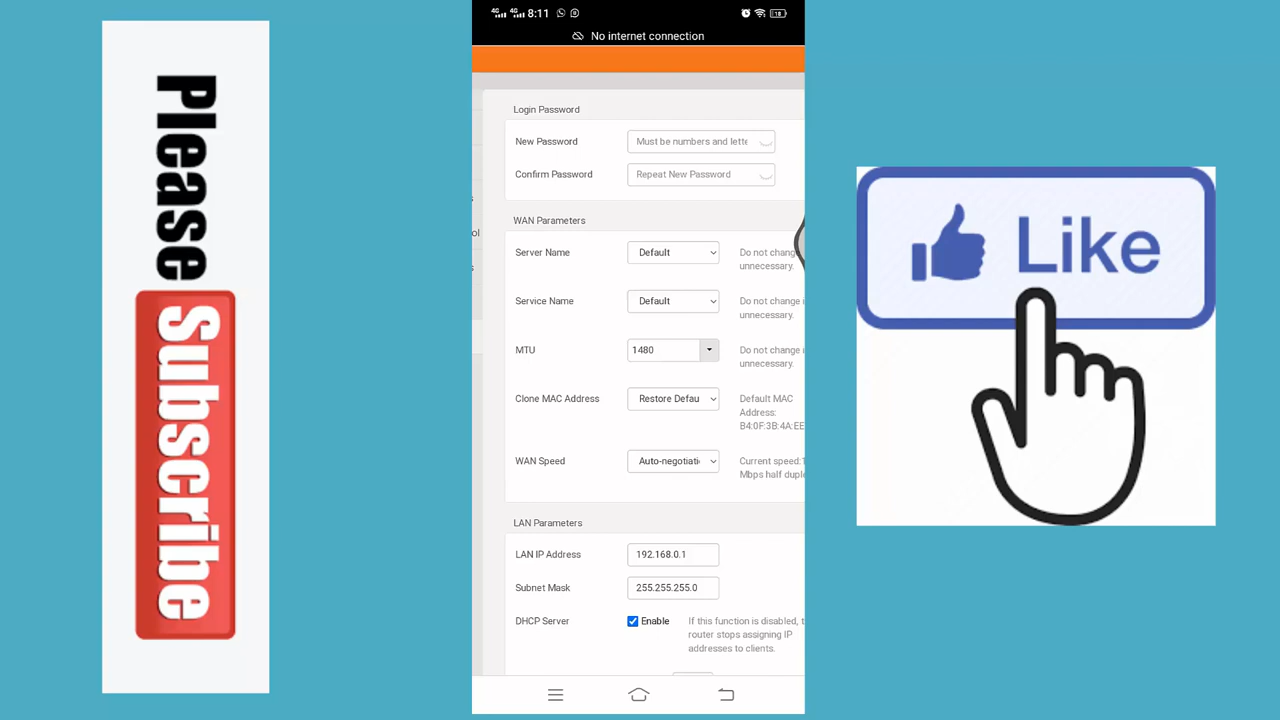 Please
Subscribe
8:11
18
No internet connection
Login Password
New Password
Must be numbers and lette
Confirm Password
Repeat New Password
WAN Parameters
ol
s
Server Name
Default
Do not chang
unnecessary.
Service Name
Default
Do not change
unnecessary.
MTU
1480
Do not change
unnecessary.
Clone MAC Address
Restore Defau
Default MAC
Address:
B4:0F:3B:4A:EE
WAN Speed
Auto-negotiati
Current speed:1
Mbps half duple
LAN Parameters
LAN IP Address
192.168.0.1
Subnet Mask
255.255.255.0
DHCP Server
Enable
If this function is disabled, t
router stops assigning IP
addresses to clients.
Like